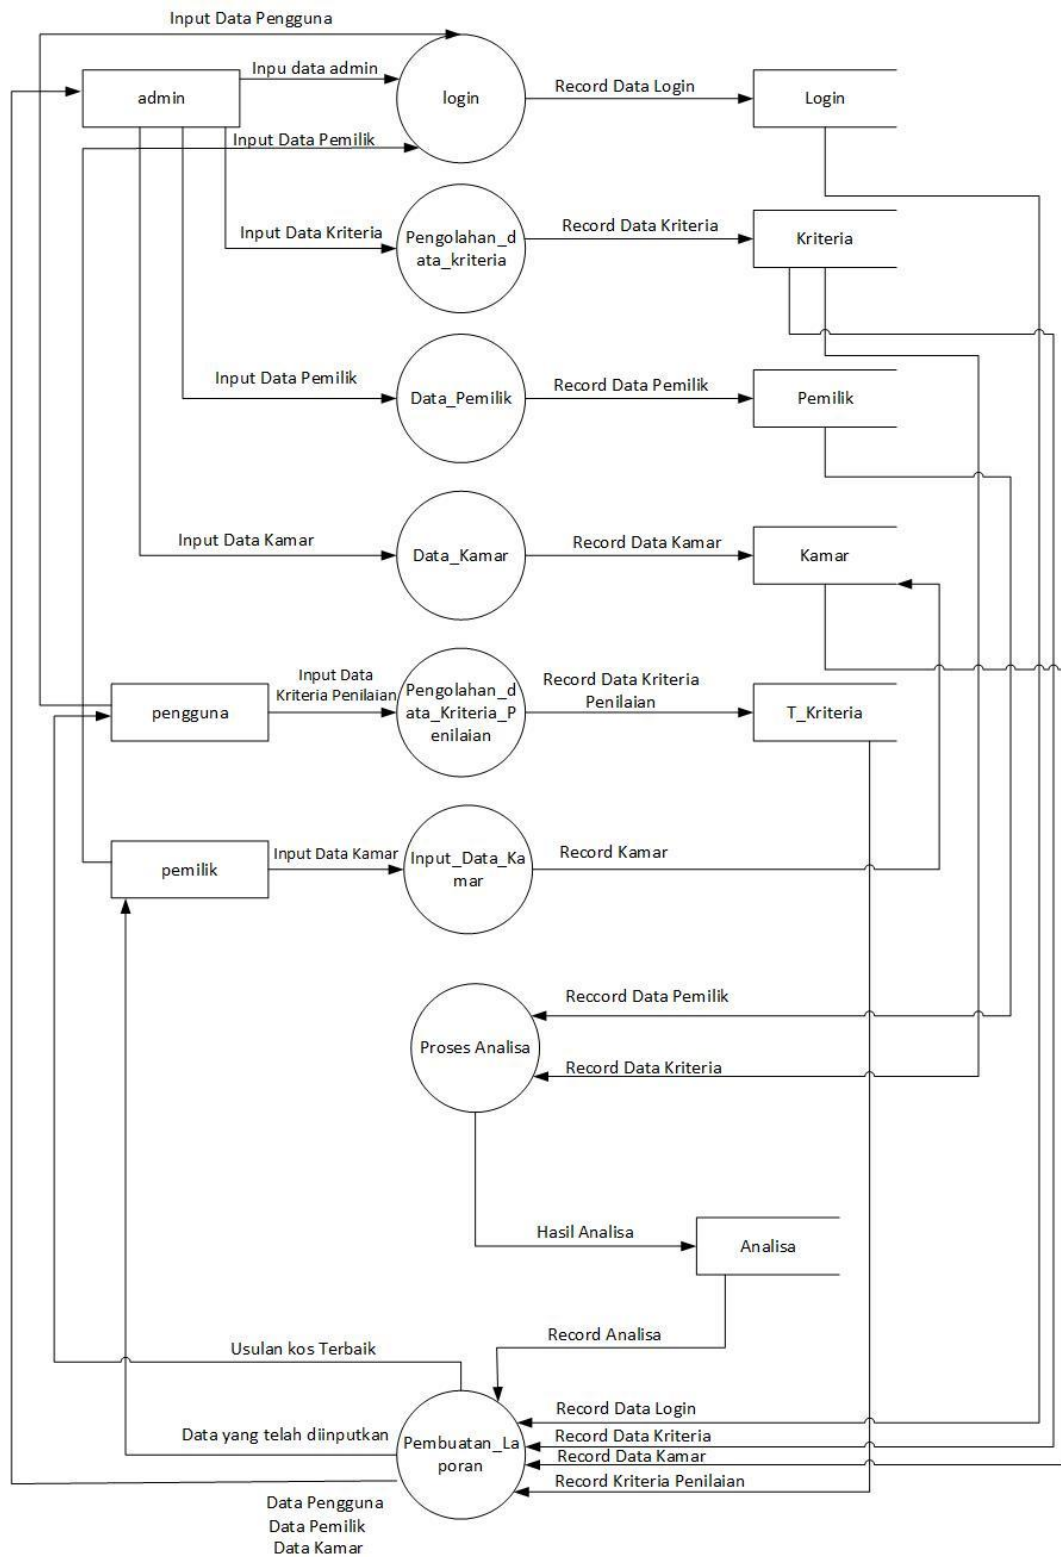 Input Data Pengguna
Inpu data admin
admin
login
Record Data Login
Login
Input Data Pemilik
Input Data Kriteria
Pengolahan_d
ata_kriteria
Record Data Kriteria
Kriteria
Input Data Pemilik
Data_Pemilik
Record Data Pemilik
Pemilik
Input Data Kamar
Data_Kamar
Record Data Kamar
Kamar
pengguna
Input Data
Kriteria Penilaian
Pengolahan_d
ata_Kriteria_P
enilaian
Record Data Kriteria
Penilaian
T_Kriteria
pemilik
Input Data Kamar
Input_Data_Ka
mar
Record Kamar
Reccord Data Pemilik
Proses Analisa
Record Data Kriteria
Hasil Analisa
Analisa
Record Analisa
Usulan kos Terbaik
Record Data Login
Data yang telah diinputkan
Pembuatan_La
poran
Record Data Kriteria
Record Data Kamar
Record Kriteria Penilaian
Data Pengguna
Data Pemilik
Data Kamar